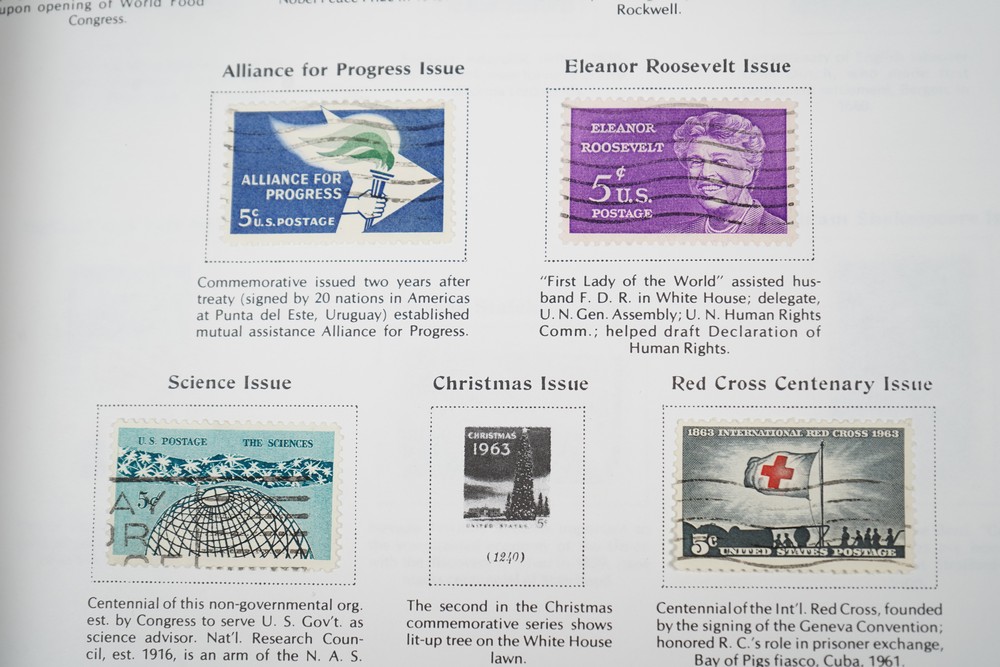 upon opening of World Food
Congress.
Rockwell.
Alliance for Progress Issue
ALLIANCE FOR
PROGRESS
5c U.S. POSTAGE
Commemorative issued two years after
treaty (signed by 20 nations in Americas
at Punta del Este, Uruguay) established
mutual assistance Alliance for Progress.
Eleanor Roosevelt Issue
ELEANOR
ROOSEVELT
5¢ U.S.
POSTAGE
"First Lady of the World" assisted hus-
band F. D. R. in White House; delegate,
U. N. Gen. Assembly; U. N. Human Rights
Comm.; helped draft Declaration of
Human Rights.
Science Issue
U.S. POSTAGE THE SCIENCES
5¢
Centennial of this non-governmental org.
est. by Congress to serve U. S. Gov't. as
science advisor. Nat'l. Research Coun-
cil, est. 1916, is an arm of the N. A. S.
Christmas Issue
CHRISTMAS
1963
UNITED STATES 5c
(1240)
The second in the Christmas
commemorative series shows
lit-up tree on the White House
lawn.
Red Cross Centenary Issue
1863 INTERNATIONAL RED CROSS 1963
5c UNITED STATES POSTAGE
Centennial of the Int'l. Red Cross, founded
by the signing of the Geneva Convention;
honored R. C.'s role in prisoner exchange,
Bay of Pigs fiasco, Cuba, 1961.